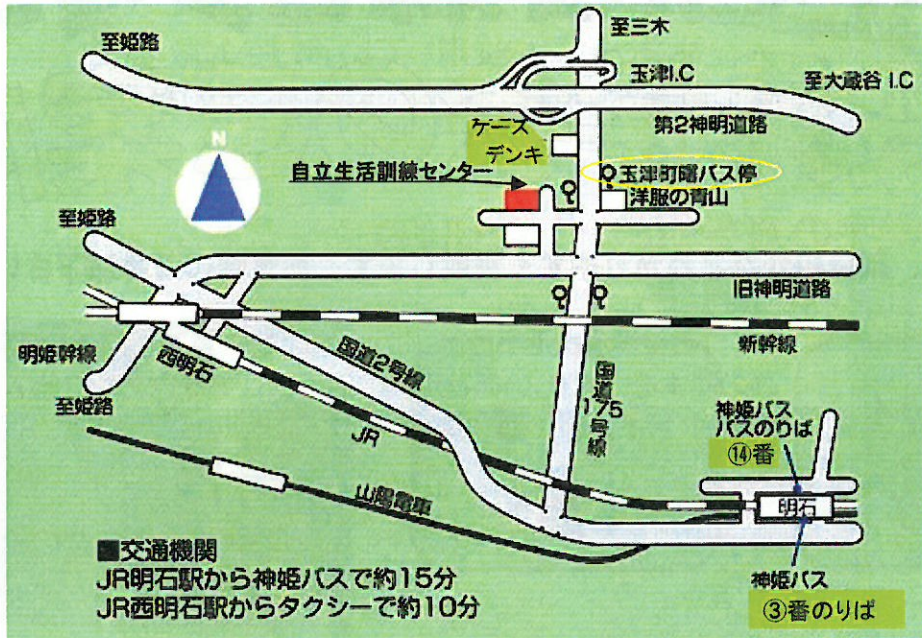 至三木
至姫路
玉津I.C
至大蔵谷 I.C
第2神明道路
ケーズ
デンキ
N
自立生活訓練センター
玉津町曙バス停
洋服の青山
至姫路
旧神明道路
新幹線
明姫幹線
西明石
国道2号線
国道175号線
至姫路
JR
神姫バス
バスのりば
⑭番
山陽電車
明石
■交通機関
JR明石駅から神姫バスで約15分
JR西明石駅からタクシーで約10分
神姫バス
③番のりば